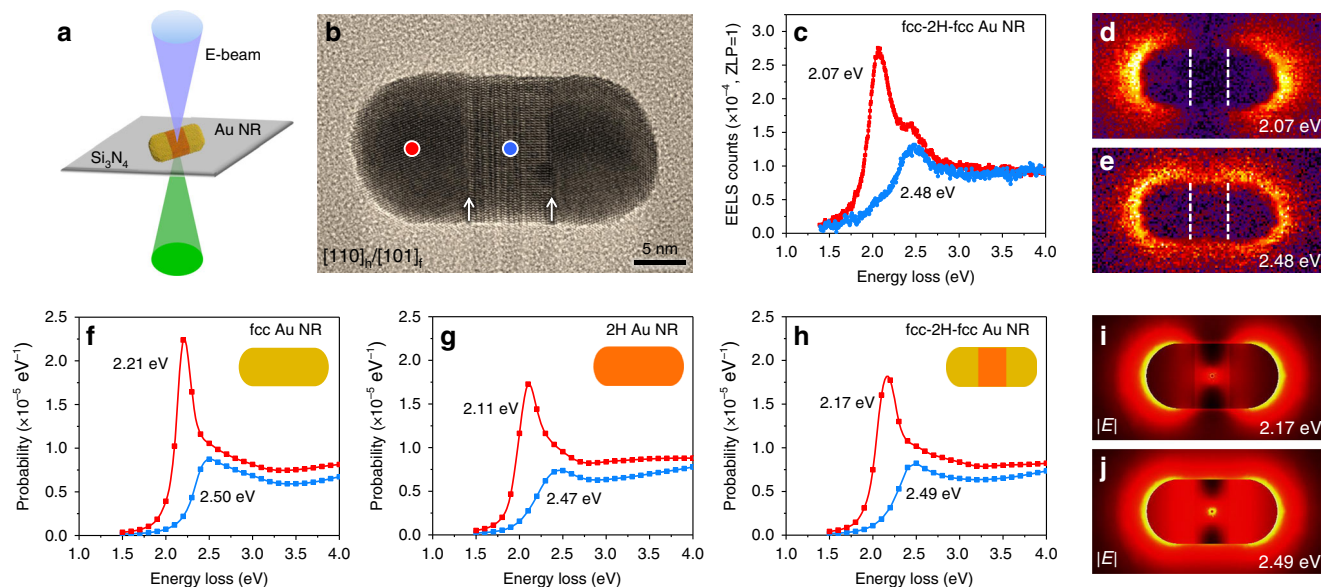 a
E-beam
Au NR
Si₃N₄
b
[110]ₕ/[101]f
5 nm
c
fcc-2H-fcc Au NR
2.07 eV
2.48 eV
EELS counts (×10⁻⁴, ZLP=1)
3.0
2.5
2.0
1.5
1.0
0.5
0.0
1.0 1.5 2.0 2.5 3.0 3.5 4.0
Energy loss (eV)
d
2.07 eV
e
2.48 eV
f
fcc Au NR
2.21 eV
2.50 eV
Probability (×10⁻⁵ eV⁻¹)
2.5
2.0
1.5
1.0
0.5
0.0
1.0 1.5 2.0 2.5 3.0 3.5 4.0
Energy loss (eV)
g
2H Au NR
2.11 eV
2.47 eV
Probability (×10⁻⁵ eV⁻¹)
2.5
2.0
1.5
1.0
0.5
0.0
1.0 1.5 2.0 2.5 3.0 3.5 4.0
Energy loss (eV)
h
fcc-2H-fcc Au NR
2.17 eV
2.49 eV
Probability (×10⁻⁵ eV⁻¹)
2.5
2.0
1.5
1.0
0.5
0.0
1.0 1.5 2.0 2.5 3.0 3.5 4.0
Energy loss (eV)
i
|E|
2.17 eV
j
|E|
2.49 eV